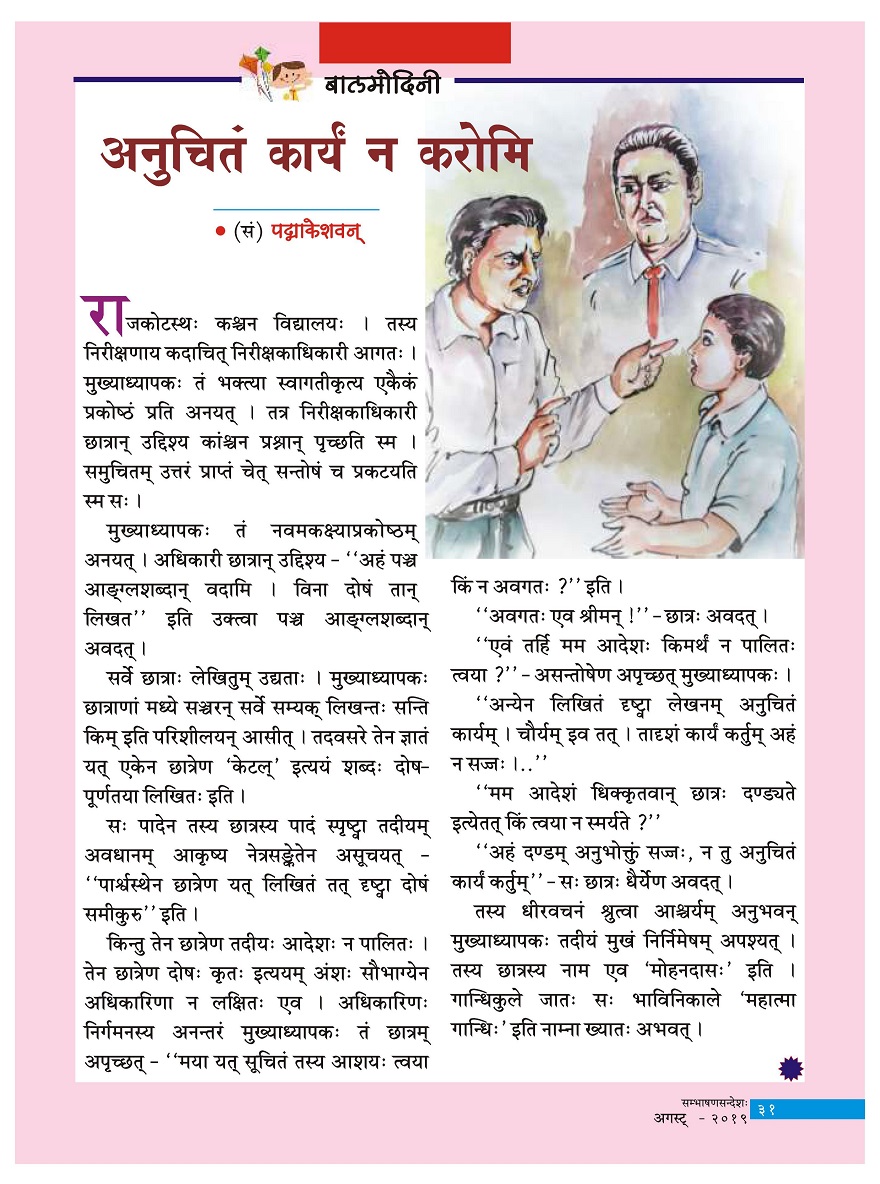 बालमोदिनी
अनुचितं कार्यं न करोमि
• (सं) पद्माकेशवन्
राजकोटस्थः कश्चन विद्यालयः । तस्य
निरीक्षणाय कदाचित् निरीक्षकाधिकारी आगतः ।
मुख्याध्यापकः तं भक्त्या स्वागतीकृत्य एकैकं
प्रकोष्ठं प्रति अनयत् । तत्र निरीक्षकाधिकारी
छात्रान् उद्दिश्य कांश्चन प्रश्नान् पृच्छति स्म ।
समुचितम् उत्तरं प्राप्तं चेत् सन्तोषं च प्रकटयति
स्म सः ।
मुख्याध्यापकः तं नवमकक्ष्याप्रकोष्ठम्
अनयत् । अधिकारी छात्रान् उद्दिश्य - ‘‘अहं पञ्च
आङ्ग्लशब्दान् वदामि । विना दोषं तान्
लिखत’’ इति उक्त्वा पञ्च आङ्ग्लशब्दान्
अवदत् ।
सर्वे छात्राः लेखितुम् उद्यताः । मुख्याध्यापकः
छात्राणां मध्ये सञ्चरन् सर्वे सम्यक् लिखन्तः सन्ति
किम् इति परिशीलयन् आसीत् । तदवसरे तेन ज्ञातं
यत् एकेन छात्रेण ‘केटल्’ इत्ययं शब्दः दोष-
पूर्णतया लिखितः इति ।
सः पादेन तस्य छात्रस्य पादं स्पृष्ट्वा तदीयम्
अवधानम् आकृष्य नेत्रसङ्केतेन असूचयत् -
‘‘पार्श्वस्थेन छात्रेण यत् लिखितं तत् दृष्ट्वा दोषं
समीकुरु’’ इति ।
किन्तु तेन छात्रेण तदीयः आदेशः न पालितः ।
तेन छात्रेण दोषः कृतः इत्ययम् अंशः सौभाग्येन
अधिकारिणा न लक्षितः एव । अधिकारिणः
निर्गमनस्य अनन्तरं मुख्याध्यापकः तं छात्रम्
अपृच्छत् - ‘‘मया यत् सूचितं तस्य आशयः त्वया
किं न अवगतः ?’’ इति ।
‘‘अवगतः एव श्रीमन् !’’ - छात्रः अवदत् ।
‘‘एवं तर्हि मम आदेशः किमर्थं न पालितः
त्वया ?’’ - असन्तोषेण अपृच्छत् मुख्याध्यापकः ।
‘‘अन्येन लिखितं दृष्ट्वा लेखनम् अनुचितं
कार्यम् । चौर्यम् इव तत् । तादृशं कार्यं कर्तुम् अहं
न सज्जः ।..’’
‘‘मम आदेशं धिक्कृतवान् छात्रः दण्ड्यते
इत्येतत् किं त्वया न स्मर्यते ?’’
‘‘अहं दण्डम् अनुभोक्तुं सज्जः, न तु अनुचितं
कार्यं कर्तुम्’’ - सः छात्रः धैर्येण अवदत् ।
तस्य धीरवचनं श्रुत्वा आश्चर्यम् अनुभवन्
मुख्याध्यापकः तदीयं मुखं निर्निमेषम् अपश्यत् ।
तस्य छात्रस्य नाम एव ‘मोहनदासः’ इति ।
गान्धिकुले जातः सः भाविनिकाले ‘महात्मा
गान्धिः’ इति नाम्ना ख्यातः अभवत् ।
सम्भाषणसन्देशः
अगस्ट् - २०१९ ३१